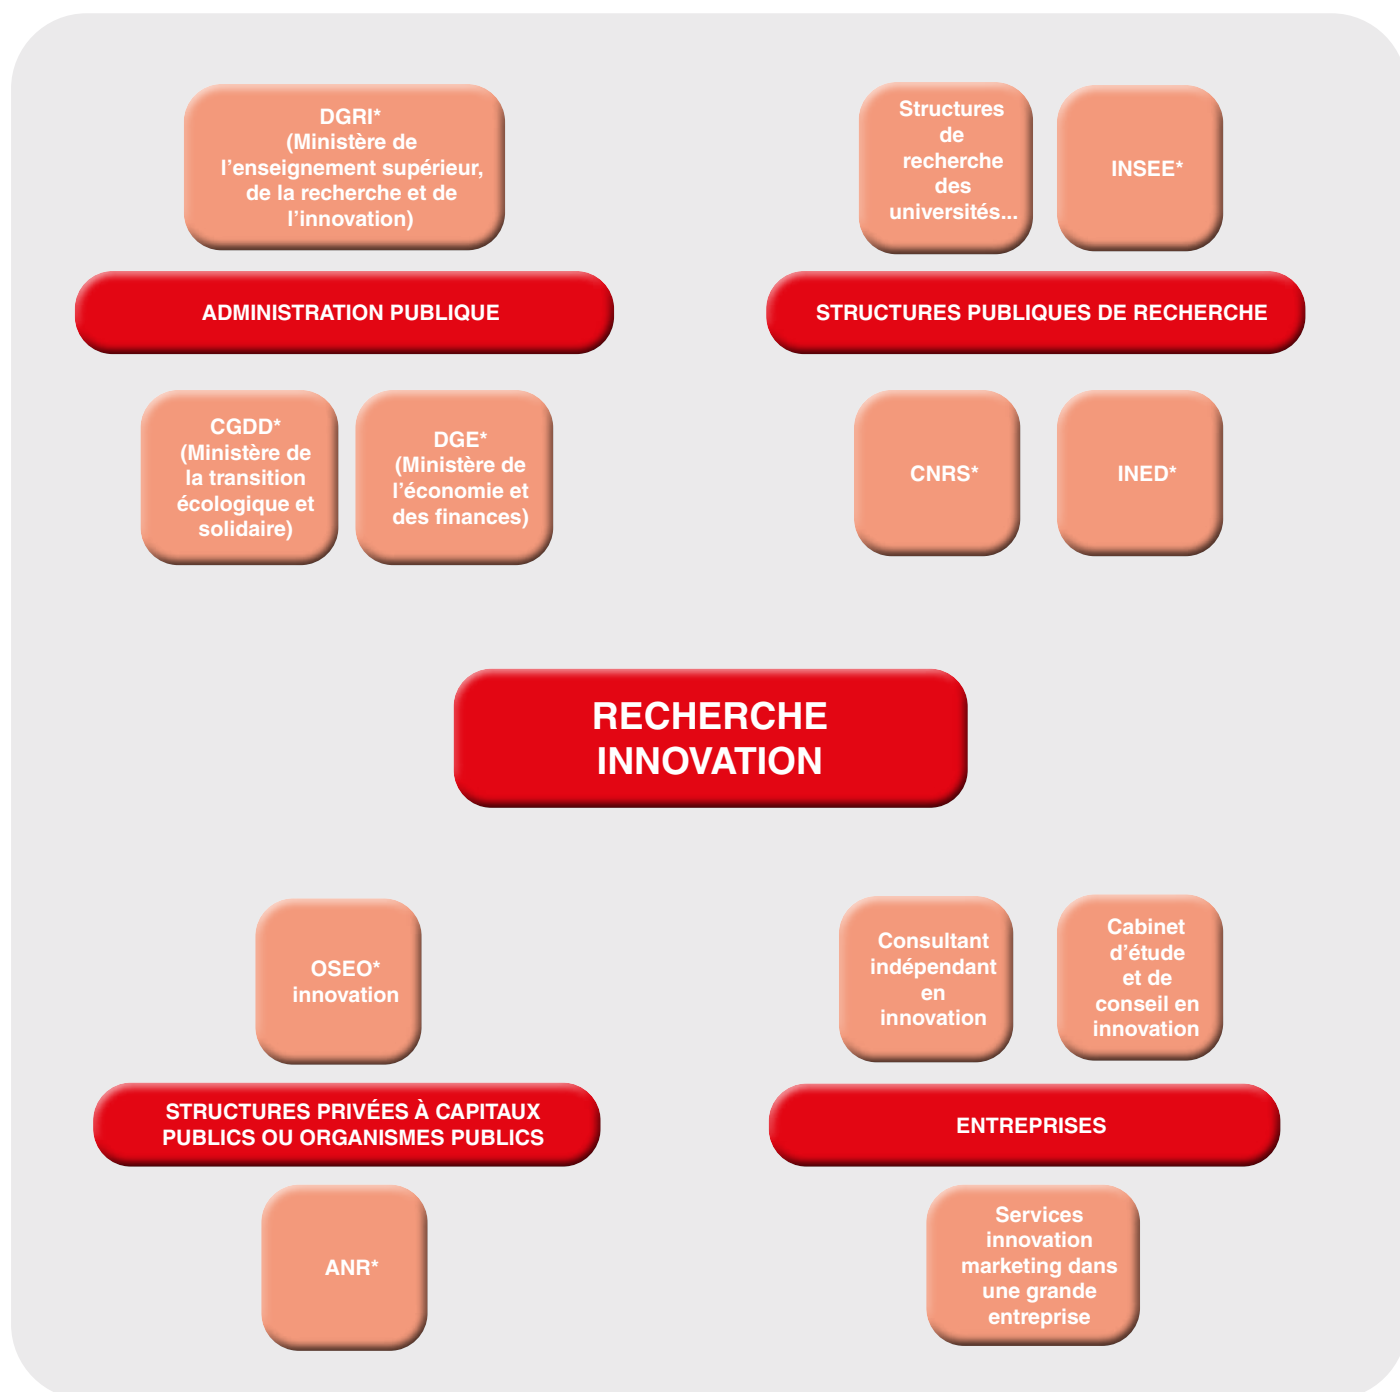 DGRI*
(Ministère de
l’enseignement supérieur,
de la recherche et de
l’innovation)
ADMINISTRATION PUBLIQUE
CGDD*
(Ministère de
la transition
écologique et
solidaire)
DGE*
(Ministère de
l’économie et
des finances)
Structures
de
recherche
des
universités...
INSEE*
STRUCTURES PUBLIQUES DE RECHERCHE
CNRS*
INED*
RECHERCHE
INNOVATION
OSEO*
innovation
STRUCTURES PRIVÉES À CAPITAUX
PUBLICS OU ORGANISMES PUBLICS
ANR*
Consultant
indépendant
en
innovation
Cabinet
d’étude
et de
conseil en
innovation
ENTREPRISES
Services
innovation
marketing dans
une grande
entreprise